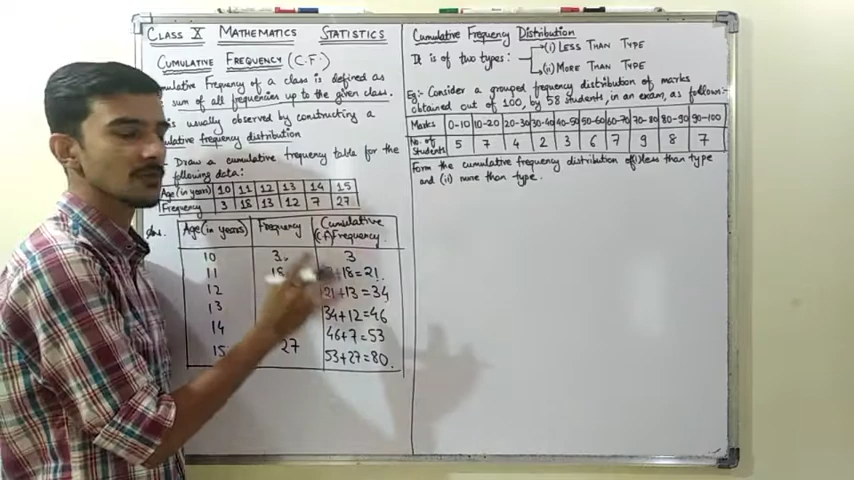 CLASS X MATHEMATICS STATISTICS
CUMULATIVE FREQUENCY (C.F)
mulative Frequency of a class is defined as
sum of all frequencies up to the given class.
is usually observed by constructing a
ulative frequency distribution
Draw a cumulative frequency table for the
following data:
Age (in years) 10 11 12 13 14 15
Frequency 3 18 13 12 7 27
Ans. Age (in years) Frequency Cumulative (C.F) Frequency
10 3 3
11 18 3+18=21
12 21+13=34
13 34+12=46
14 46+7=53
15 27 53+27=80.
Cumulative Frequency Distribution
It is of two types: (i) LESS THAN TYPE
(ii) MORE THAN TYPE
Eg:- Consider a grouped frequency distribution of marks
obtained out of 100, by 58 students, in an exam, as follows:-
Marks 0-10 10-20 20-30 30-40 40-50 50-60 60-70 70-80 80-90 90-100
No. of Students 5 7 4 2 3 6 7 9 8 7
Form the cumulative frequency distribution of (i) less than type
and (ii) more than type.